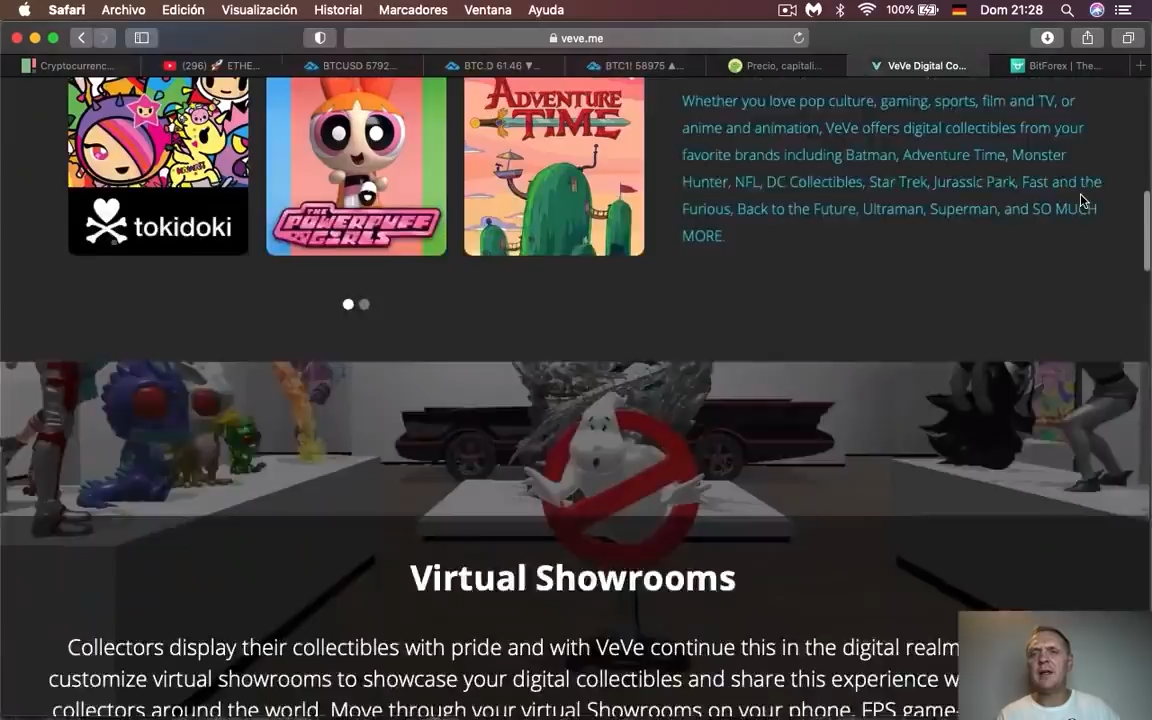 Safari Archivo Edición Visualización Historial Marcadores Ventana Ayuda 100% Dom 21:28
veve.me
Cryptocurrenc... (296) 🚀 ETHE... BTCUSD 5792... BTC.D 61.46 ▼... BTC1! 58975 ▲... Precio, capitali... VeVe Digital Co... BitForex | The...
tokidoki
THE POWERPUFF GIRLS
ADVENTURE TIME
Whether you love pop culture, gaming, sports, film and TV, or
anime and animation, VeVe offers digital collectibles from your
favorite brands including Batman, Adventure Time, Monster
Hunter, NFL, DC Collectibles, Star Trek, Jurassic Park, Fast and the
Furious, Back to the Future, Ultraman, Superman, and SO MUCH
MORE.
Virtual Showrooms
Collectors display their collectibles with pride and with VeVe continue this in the digital realm
customize virtual showrooms to showcase your digital collectibles and share this experience w
collectors around the world. Move through your virtual Showrooms on your phone, FPS game-